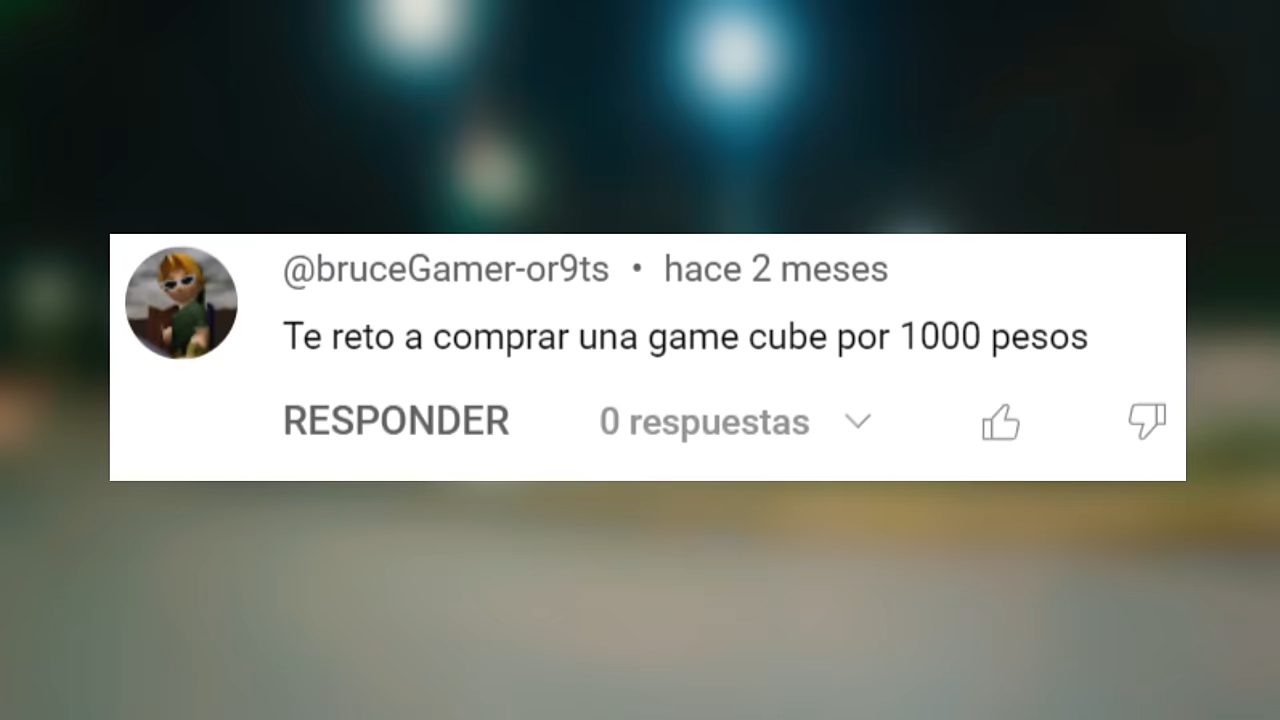 @bruceGamer-or9ts • hace 2 meses
Te reto a comprar una game cube por 1000 pesos
RESPONDER 0 respuestas